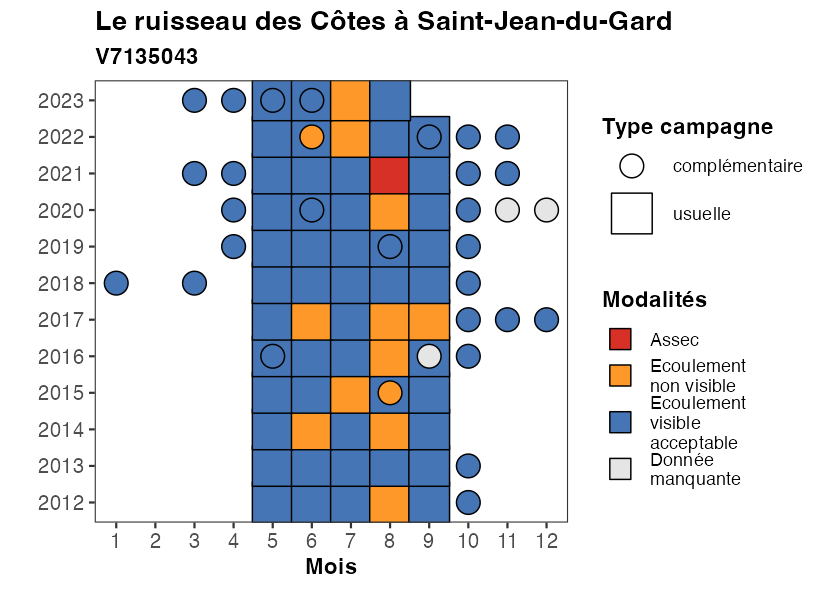 Le ruisseau des Côtes à Saint-Jean-du-Gard
V7135043
2023
2022
2021
2020
2019
2018
2017
2016
2015
2014
2013
2012
1 2 3 4 5 6 7 8 9 10 11 12
Mois
Type campagne
complémentaire
usuelle
Modalités
Assec
Ecoulement
non visible
Ecoulement
visible
acceptable
Donnée
manquante